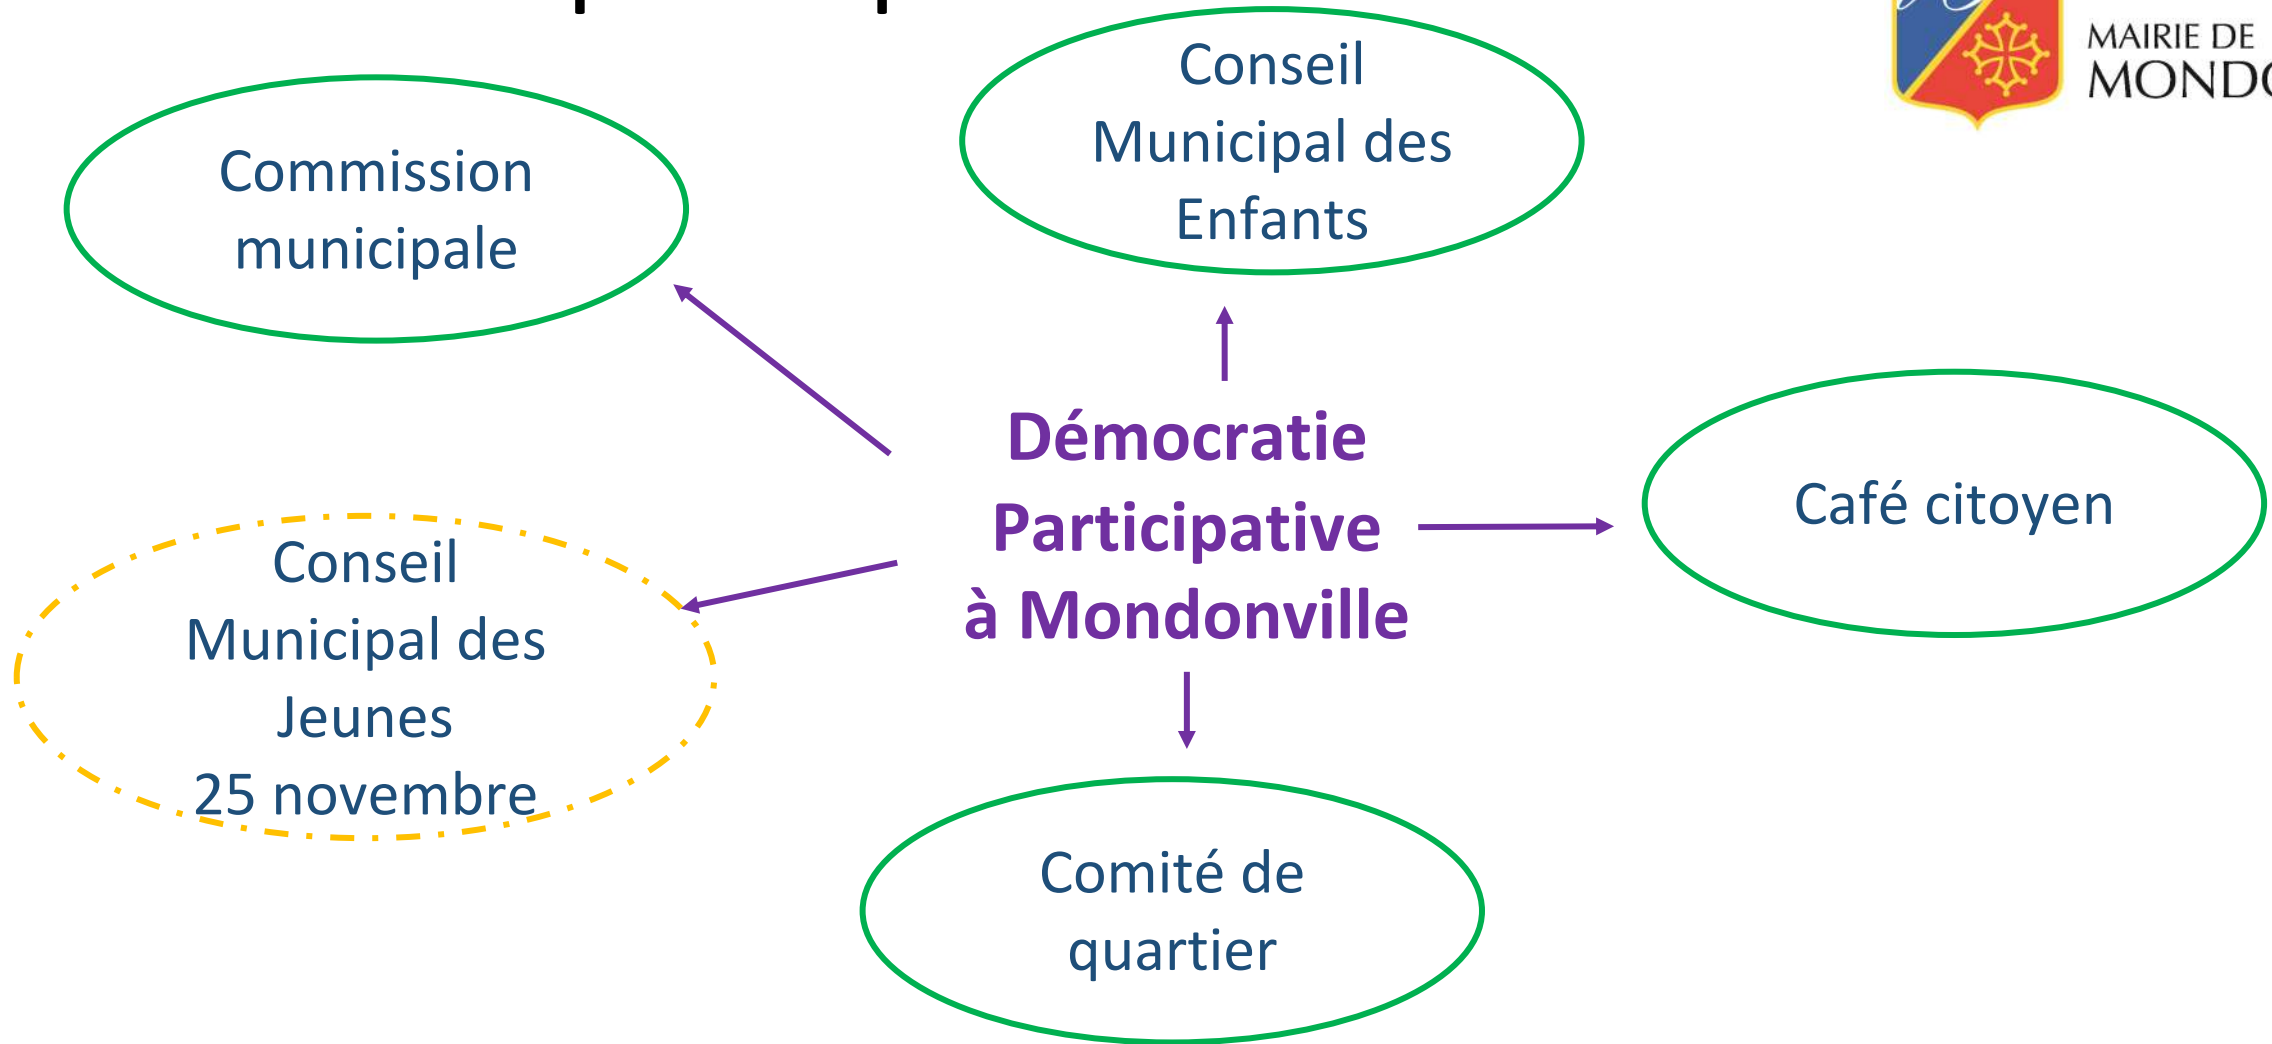 MAIRIE DE
Conseil
Municipal des
Enfants
Commission
municipale
Démocratie
Participative
à Mondonville
Café citoyen
Conseil
Municipal des
Jeunes
25 novembre
Comité de
quartier